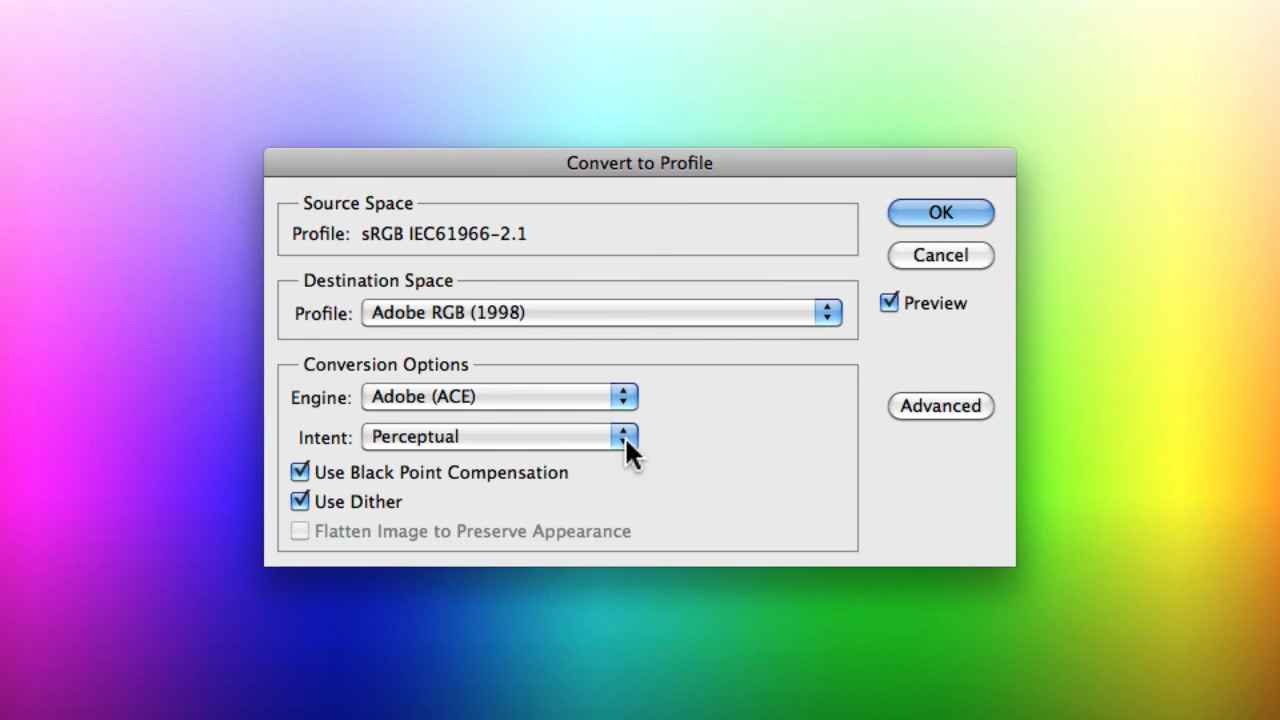 Convert to Profile
Source Space
Profile: sRGB IEC61966-2.1
Destination Space
Profile: Adobe RGB (1998)
Conversion Options
Engine: Adobe (ACE)
Intent: Perceptual
Use Black Point Compensation
Use Dither
Flatten Image to Preserve Appearance
OK
Cancel
Preview
Advanced